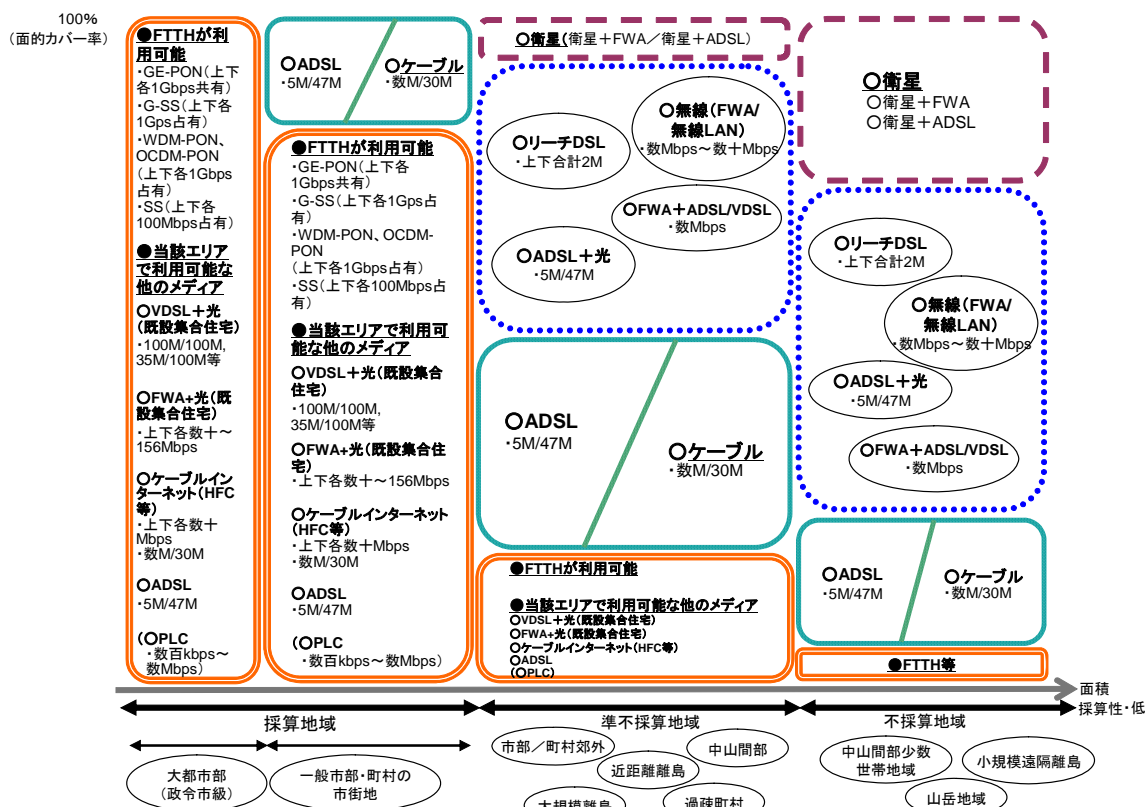 100%
(面的カバー率)
●FTTHが利
用可能
・GE-PON(上下
各1Gbps共有)
・G-SS(上下各
1Gps占有)
・WDM-PON、
OCDM-PON
(上下各1Gbps
占有)
・SS(上下各
100Mbps占有)
●当該エリア
で利用可能な
他のメディア
○VDSL+光
(既設集合住宅)
・100M/100M,
35M/100M等
○FWA+光(既
設集合住宅)
・上下各数十~
156Mbps
○ケーブルイン
ターネット(HFC
等)
・上下各数十
Mbps
・数M/30M
○ADSL
・5M/47M
(○PLC
・数百kbps~
数Mbps)
○ADSL
・5M/47M
○ケーブル
・数M/30M
●FTTHが利用可能
・GE-PON(上下各
1Gbps共有)
・G-SS(上下各1Gps占
有)
・WDM-PON、OCDM-
PON
(上下各1Gbps占有)
・SS(上下各100Mbps占
有)
●当該エリアで利用可
能な他のメディア
○VDSL+光(既設集合
住宅)
・100M/100M,
35M/100M等
○FWA+光(既設集合住
宅)
・上下各数十~156Mbps
○ケーブルインターネット
(HFC等)
・上下各数十Mbps
・数M/30M
○ADSL
・5M/47M
(○PLC
・数百kbps~数Mbps)
○衛星(衛星+FWA/衛星+ADSL)
○リーチDSL
・上下合計2M
○無線(FWA/
無線LAN)
・数Mbps~数十Mbps
○FWA+ADSL/VDSL
・数Mbps
○ADSL+光
・5M/47M
○ADSL
・5M/47M
○ケーブル
・数M/30M
●FTTHが利用可能
●当該エリアで利用可能な他のメディア
○VDSL+光(既設集合住宅)
○FWA+光(既設集合住宅)
○ケーブルインターネット(HFC等)
○ADSL
(○PLC)
○衛星
○衛星+FWA
○衛星+ADSL
○リーチDSL
・上下合計2M
○無線(FWA/
無線LAN)
・数Mbps~数十Mbps
○ADSL+光
・5M/47M
○FWA+ADSL/VDSL
・数Mbps
○ADSL
・5M/47M
○ケーブル
・数M/30M
●FTTH等
面積
採算性・低
採算地域
準不採算地域
不採算地域
大都市部
(政令市級)
一般市部・町村の
市街地
市部/町村郊外
中山間部
近距離離島
大規模離島
過疎町村
中山間部少数
世帯地域
小規模遠隔離島
山岳地域